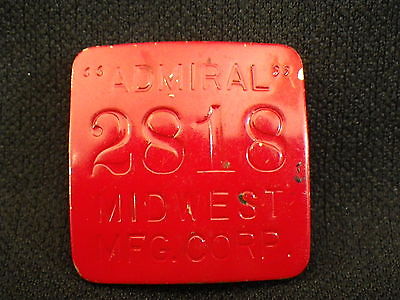 "ADMIRAL"
2818
MIDWEST
MFG. CORP.